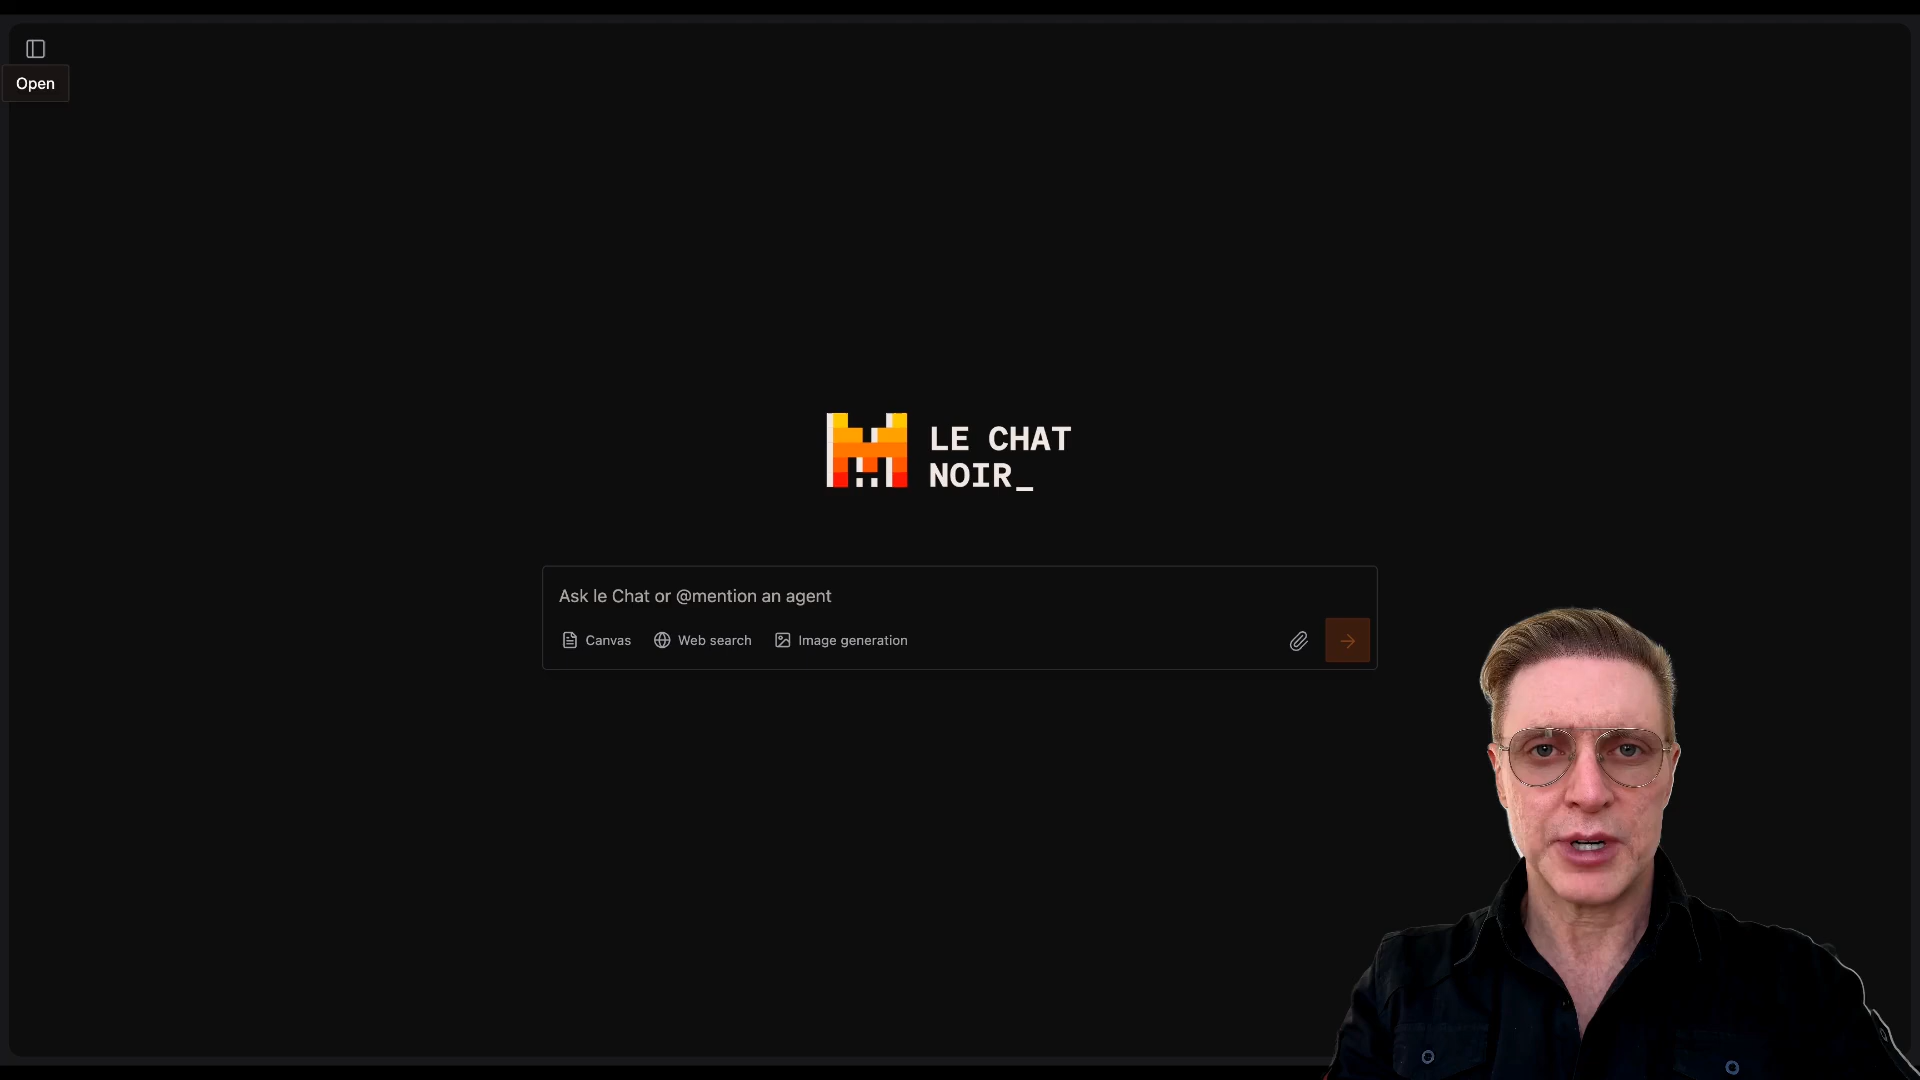 Open
LE CHAT
NOIR_
Ask le Chat or @mention an agent
Canvas Web search Image generation